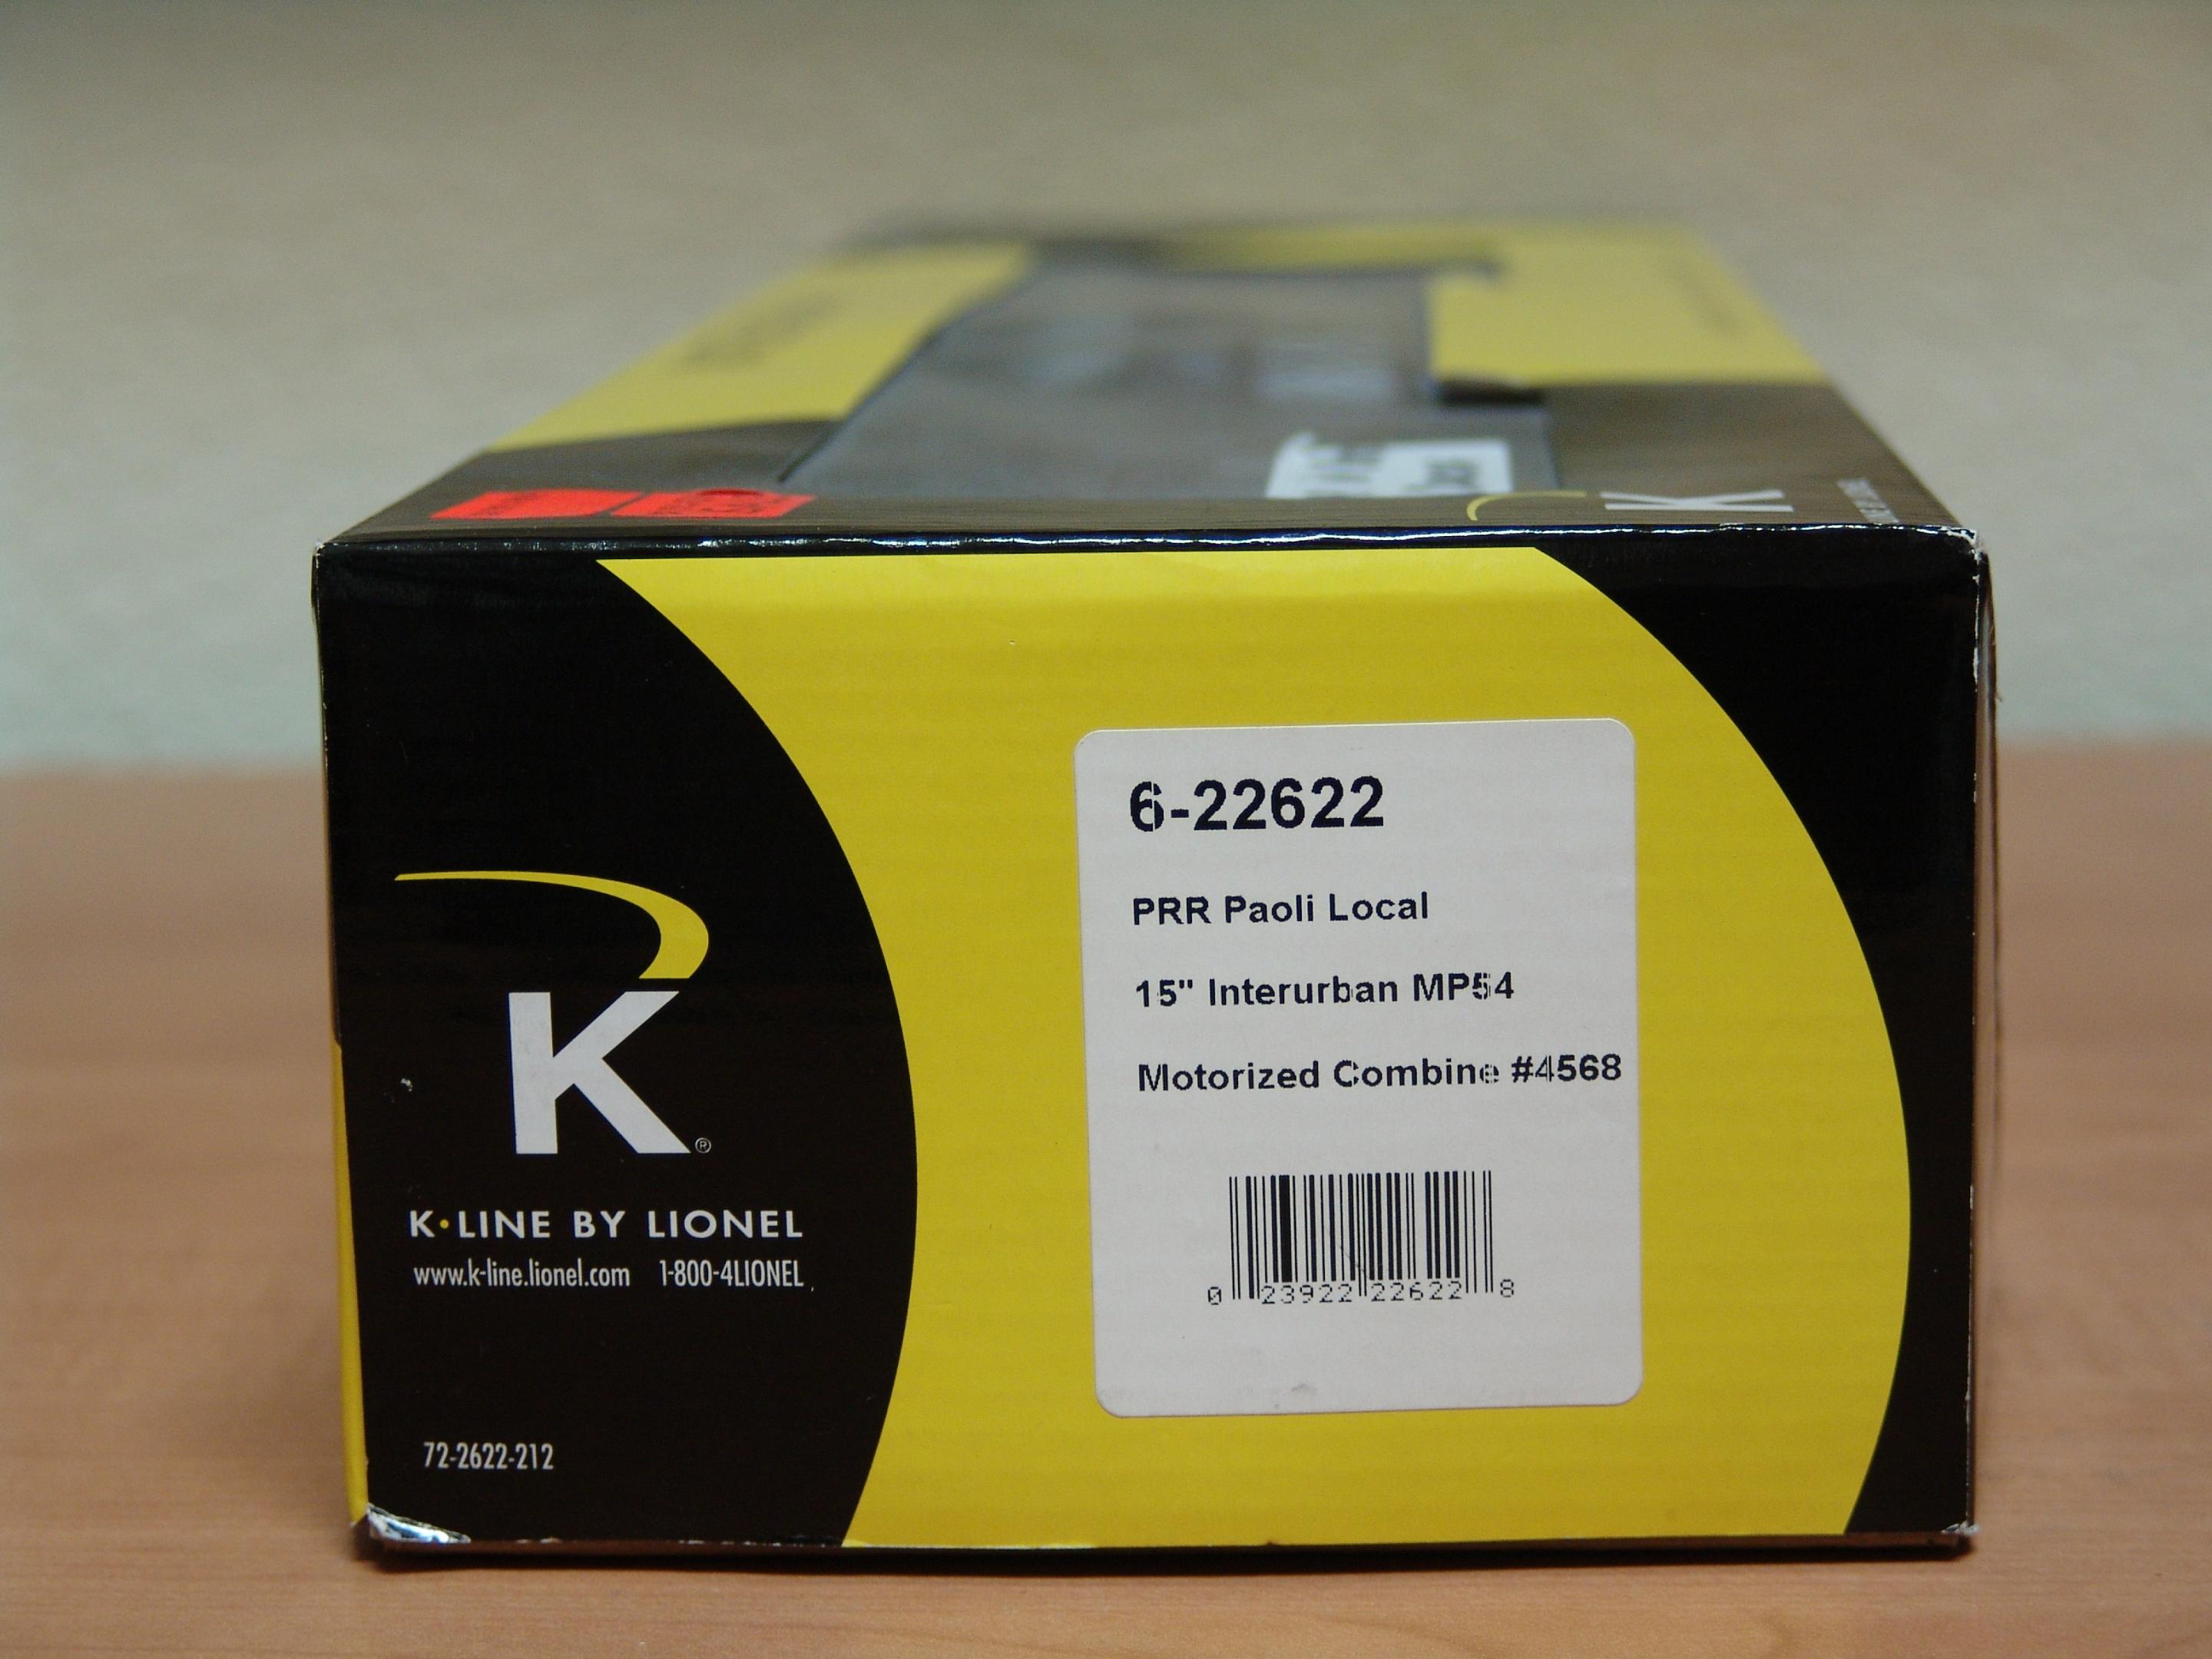 K
6-22622
PRR Paoli Local
15" Interurban MP54
Motorized Combine #4568
0 23922 22622 8
K®
K·LINE BY LIONEL
www.k-line.lionel.com 1-800-4LIONEL
72-2622-212